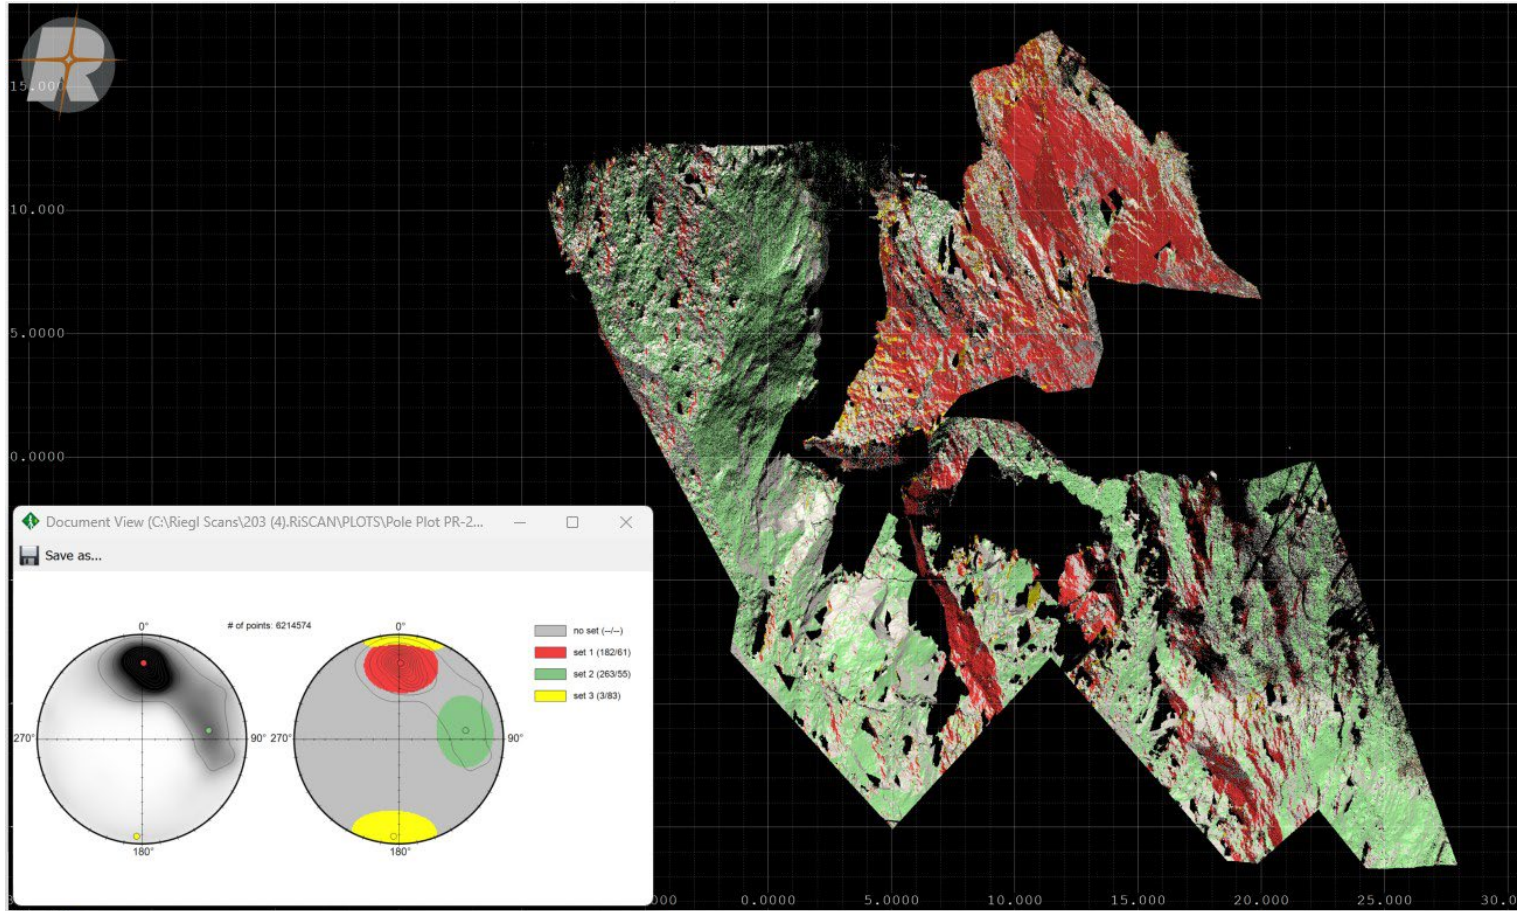 R
15.000
10.000
5.0000
0.0000
Document View (C:\Riegl Scans\203 (4).RiSCAN\PLOTS\Pole Plot PR-2...
Save as...
# of points: 6214574
0°
90°
180°
270°
0°
90°
180°
270°
no set (--/--)
set 1 (182/61)
set 2 (263/55)
set 3 (3/83)
0.0000 5.0000 10.000 15.000 20.000 25.000